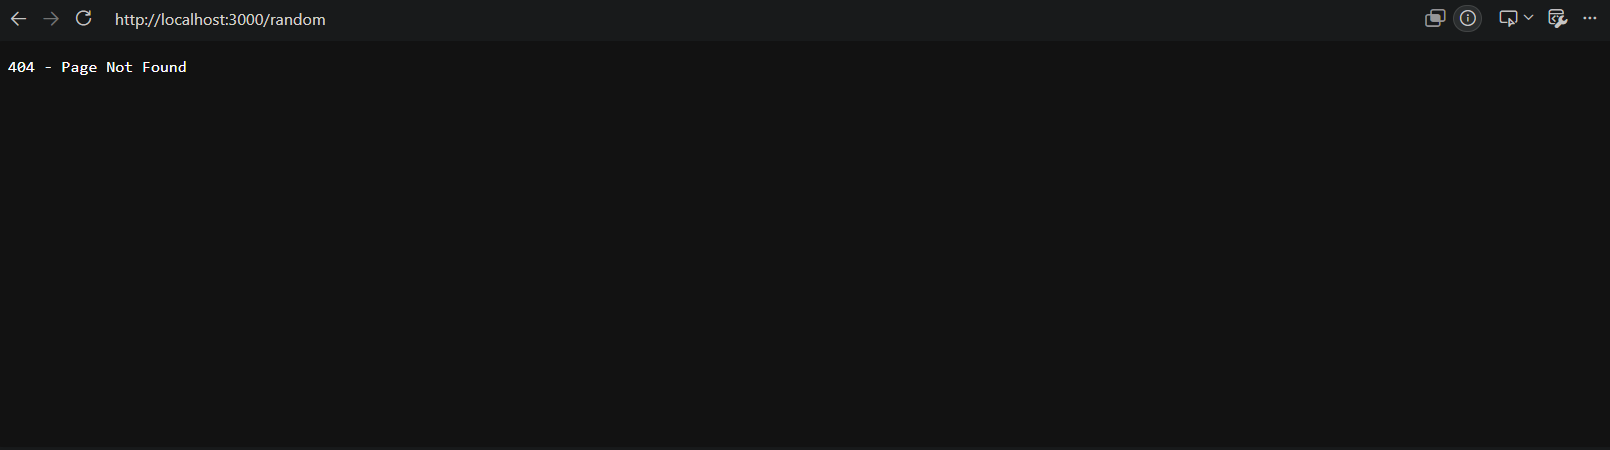 http://localhost:3000/random
404 - Page Not Found